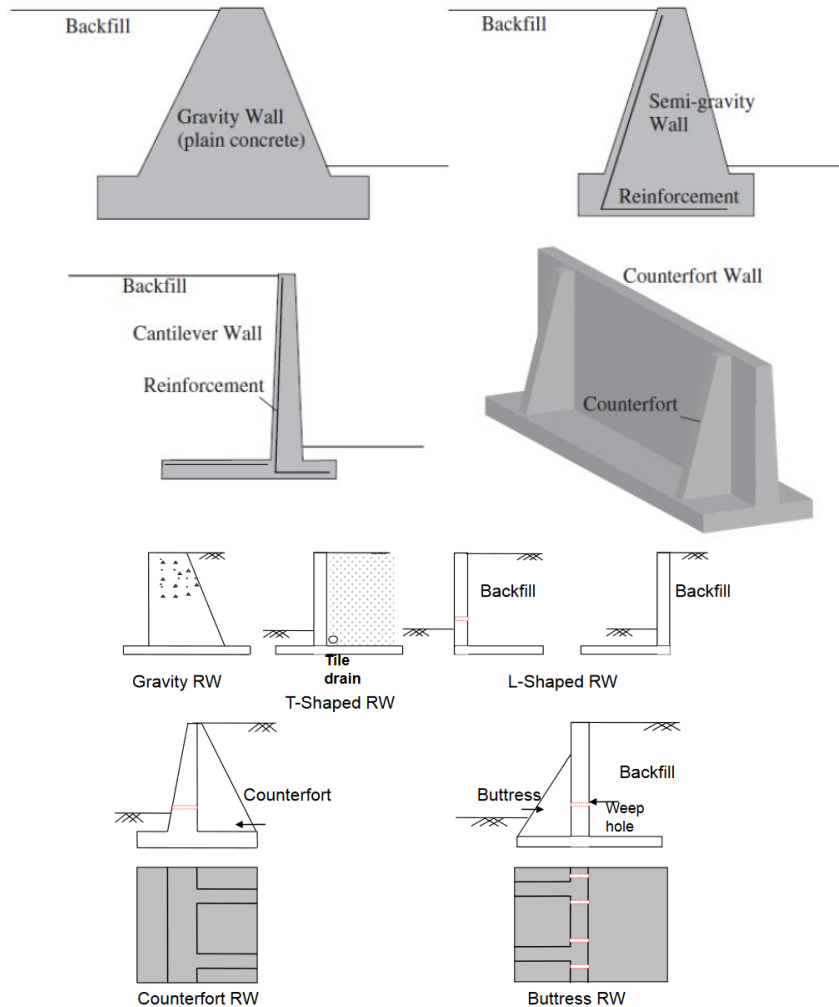 Backfill
Gravity Wall
(plain concrete)
Backfill
Semi-gravity
Wall
Reinforcement
Backfill
Cantilever Wall
Reinforcement
Counterfort Wall
Counterfort
Backfill
Backfill
Tile
drain
Gravity RW
T-Shaped RW
L-Shaped RW
Counterfort
Buttress
Backfill
Weep
hole
Counterfort RW
Buttress RW